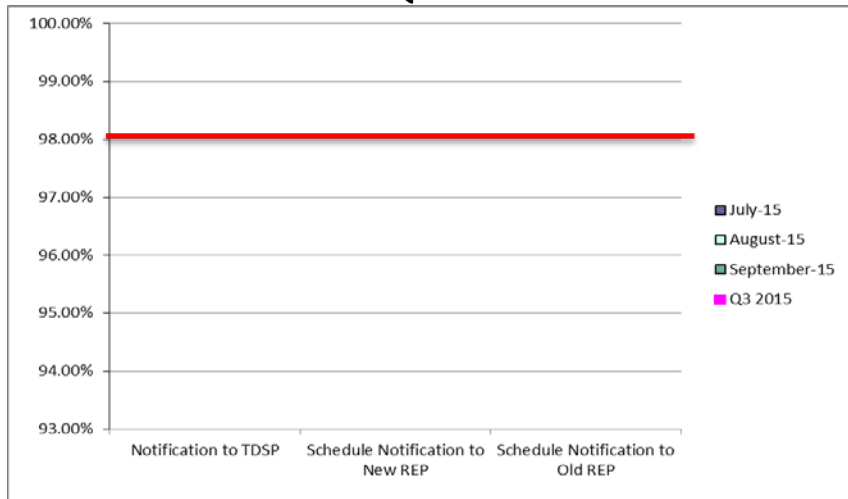 100.00%
99.00%
98.00%
97.00%
96.00%
95.00%
94.00%
93.00%
Notification to TDSP
Schedule Notification to
New REP
Schedule Notification to
Old REP
July-15
August-15
September-15
Q3 2015